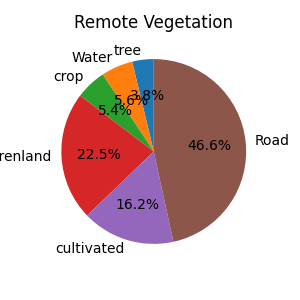 Remote Vegetation
tree
Water
crop
renland
cultivated
Road
3.8%
5.6%
5.4%
22.5%
16.2%
46.6%